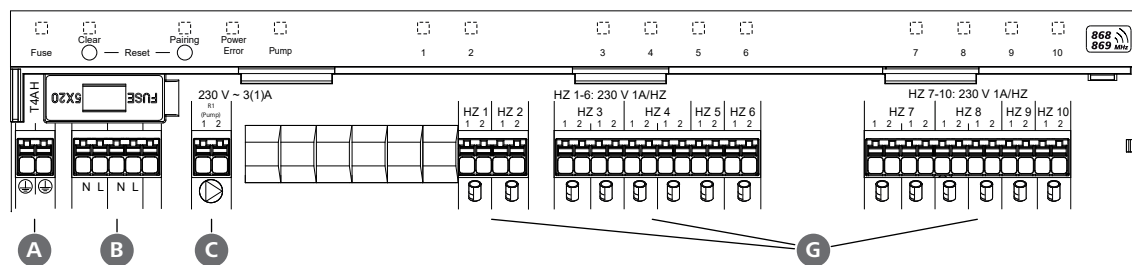 Fuse Clear Reset Pairing Power Error Pump 1 2 3 4 5 6 7 8 9 10
868
869 MHz
T4AH
FUSE 5X20
230 V ~ 3(1)A
HZ 1-6: 230 V 1A/HZ
HZ 7-10: 230 V 1A/HZ
R1
(Pump)
HZ 1 HZ 2 HZ 3 HZ 4 HZ 5 HZ 6 HZ 7 HZ 8 HZ 9 HZ 10
1 2 1 2 1 2 1 2 1 2 1 2 1 2 1 2 1 2 1 2 1 2 1 2 1 2 1 2 1 2
N L N L
A B C G